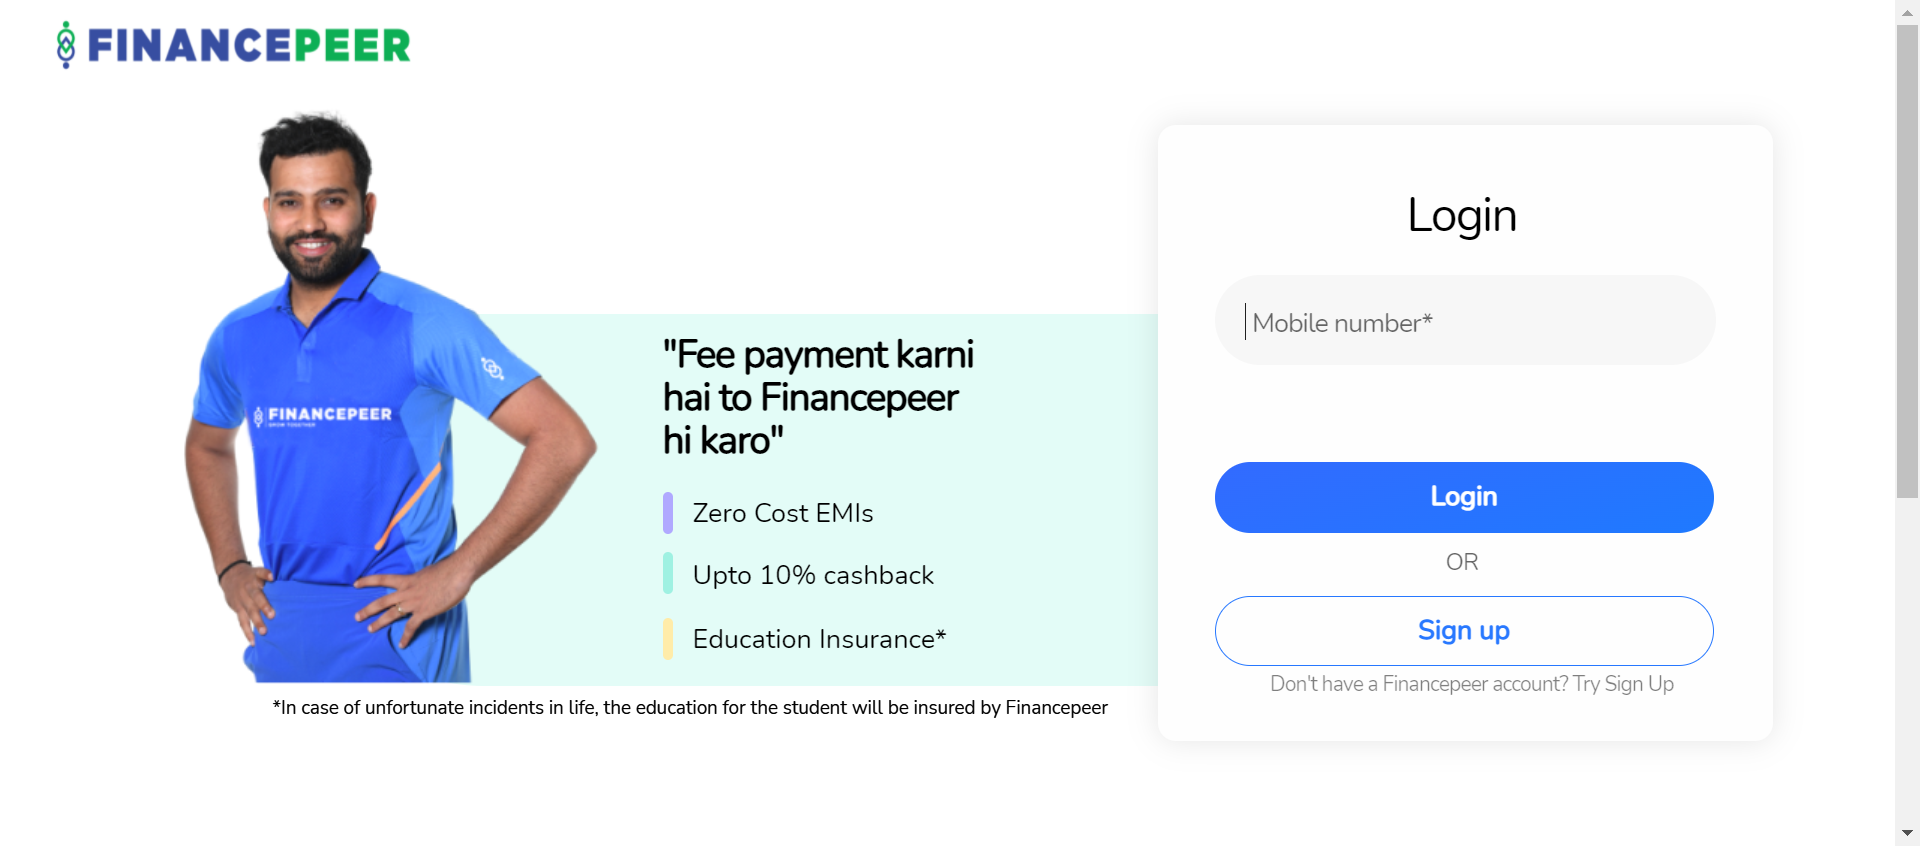 FINANCEPEER
FINANCEPEER
"Fee payment karni
hai to Financepeer
hi karo"
Zero Cost EMIs
Upto 10% cashback
Education Insurance*
*In case of unfortunate incidents in life, the education for the student will be insured by Financepeer
Login
Mobile number*
Login
OR
Sign up
Don't have a Financepeer account? Try Sign Up